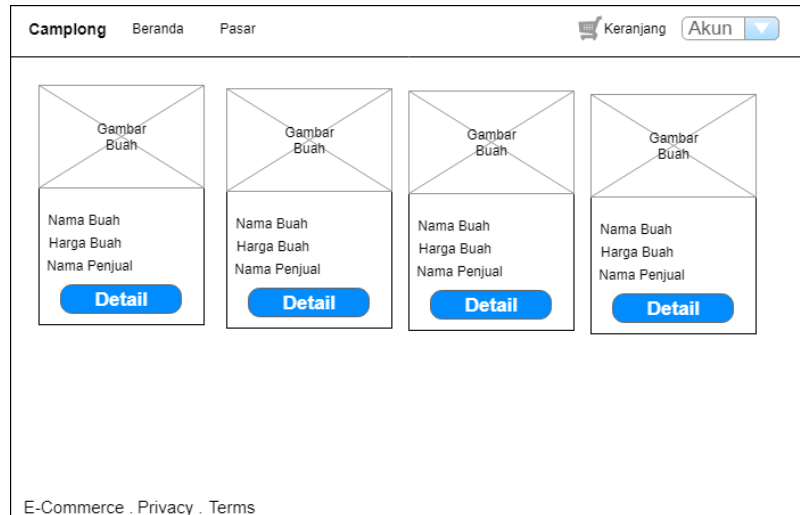 Camplong Beranda Pasar Keranjang Akun
Gambar
Buah
Nama Buah
Harga Buah
Nama Penjual
Detail
Gambar
Buah
Nama Buah
Harga Buah
Nama Penjual
Detail
Gambar
Buah
Nama Buah
Harga Buah
Nama Penjual
Detail
Gambar
Buah
Nama Buah
Harga Buah
Nama Penjual
Detail
E-Commerce . Privacy . Terms